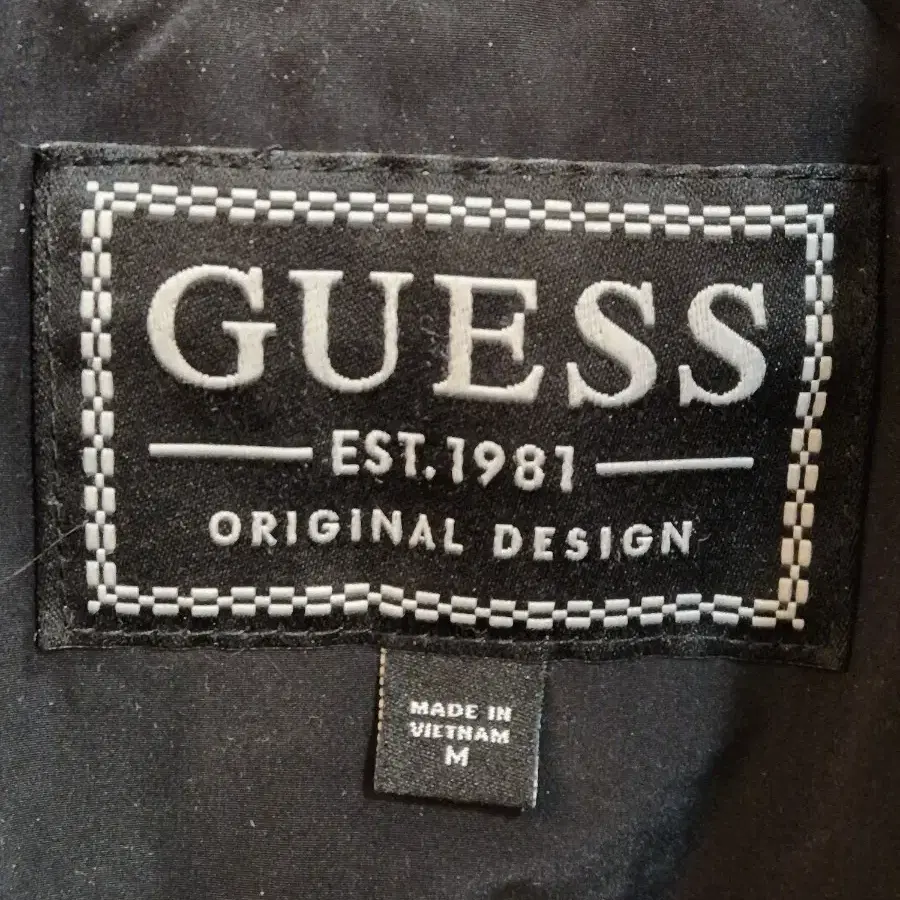 GUESS
EST.1981
ORIGINAL DESIGN
MADE IN
VIETNAM
M